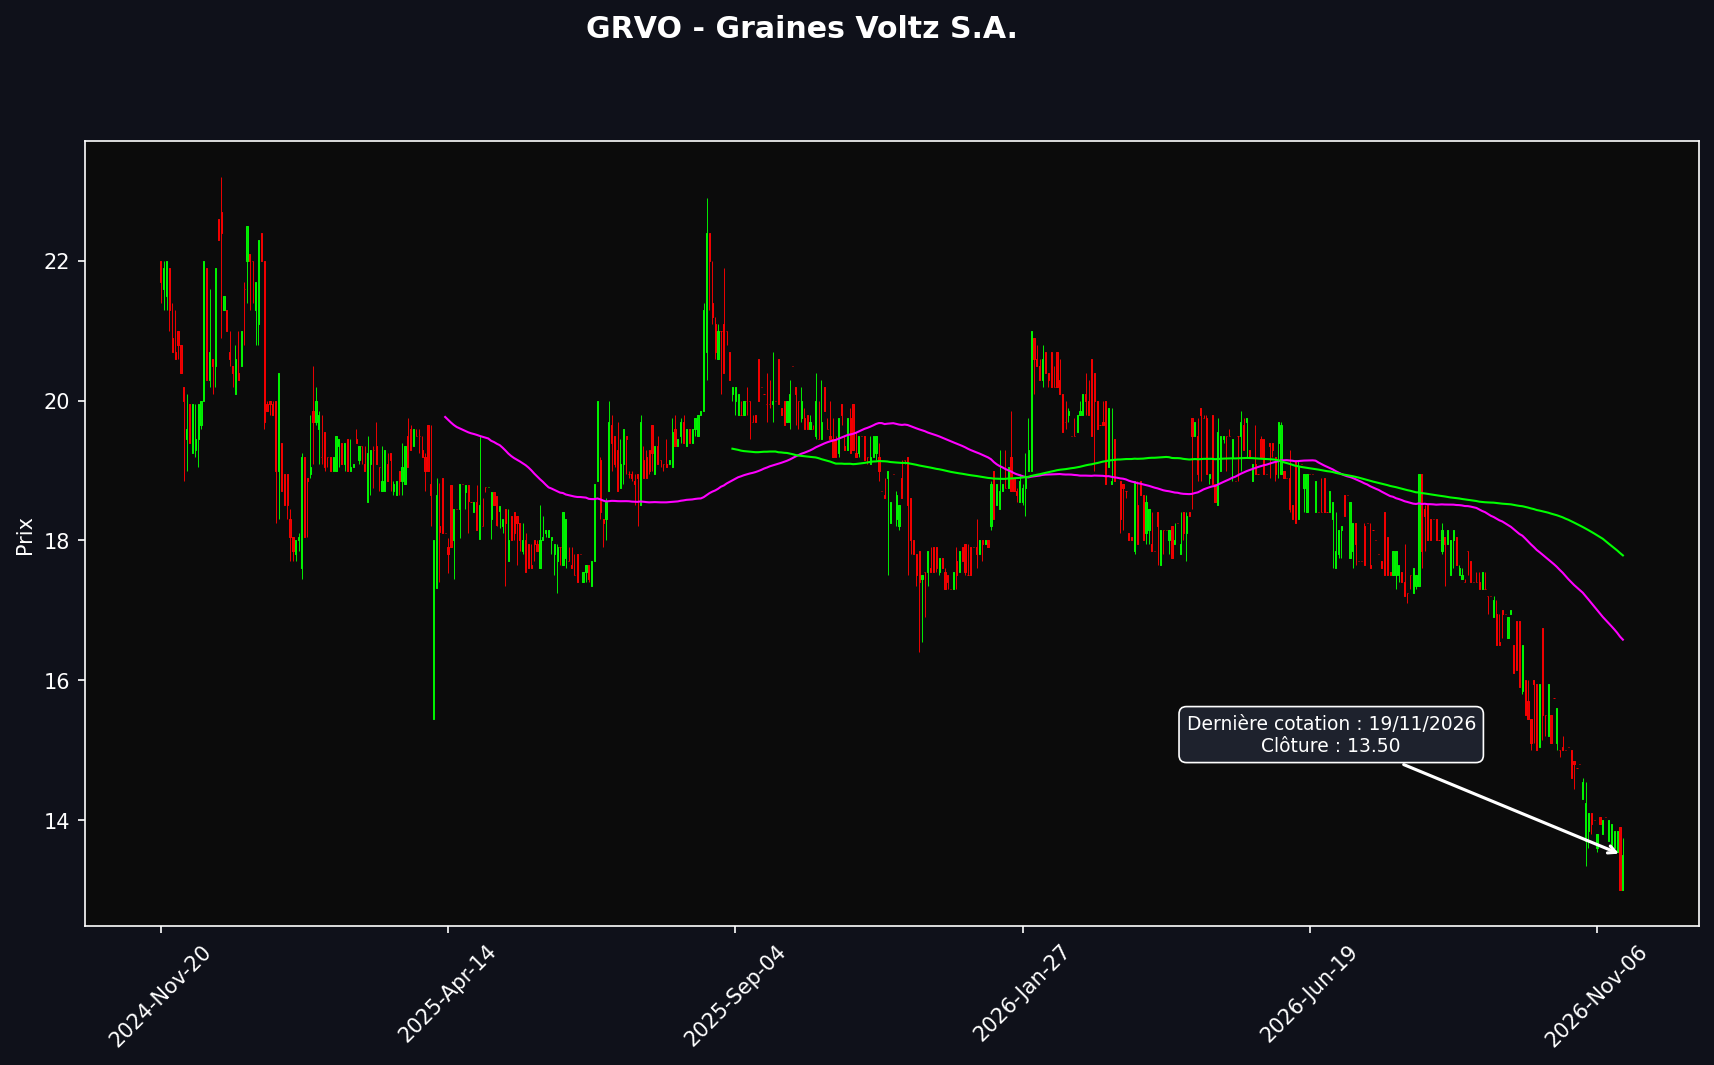 GRVO - Graines Voltz S.A.
Prix
22
20
18
16
14
Dernière cotation : 19/11/2026
Clôture : 13.50
2024-Nov-20
2025-Apr-14
2025-Sep-04
2026-Jan-27
2026-Jun-19
2026-Nov-06